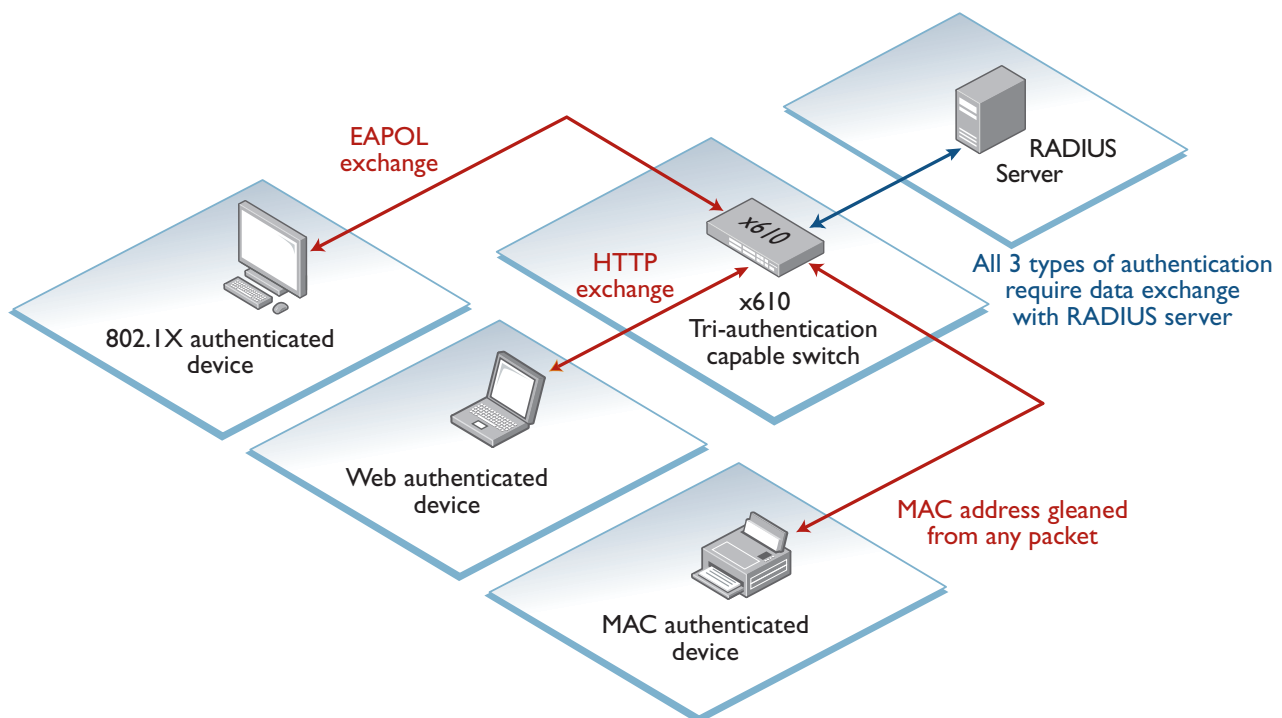 EAPOL
exchange
RADIUS
Server
x610
HTTP
exchange
All 3 types of authentication
require data exchange
with RADIUS server
x610
Tri-authentication
capable switch
802.1X authenticated
device
Web authenticated
device
MAC address gleaned
from any packet
MAC authenticated
device